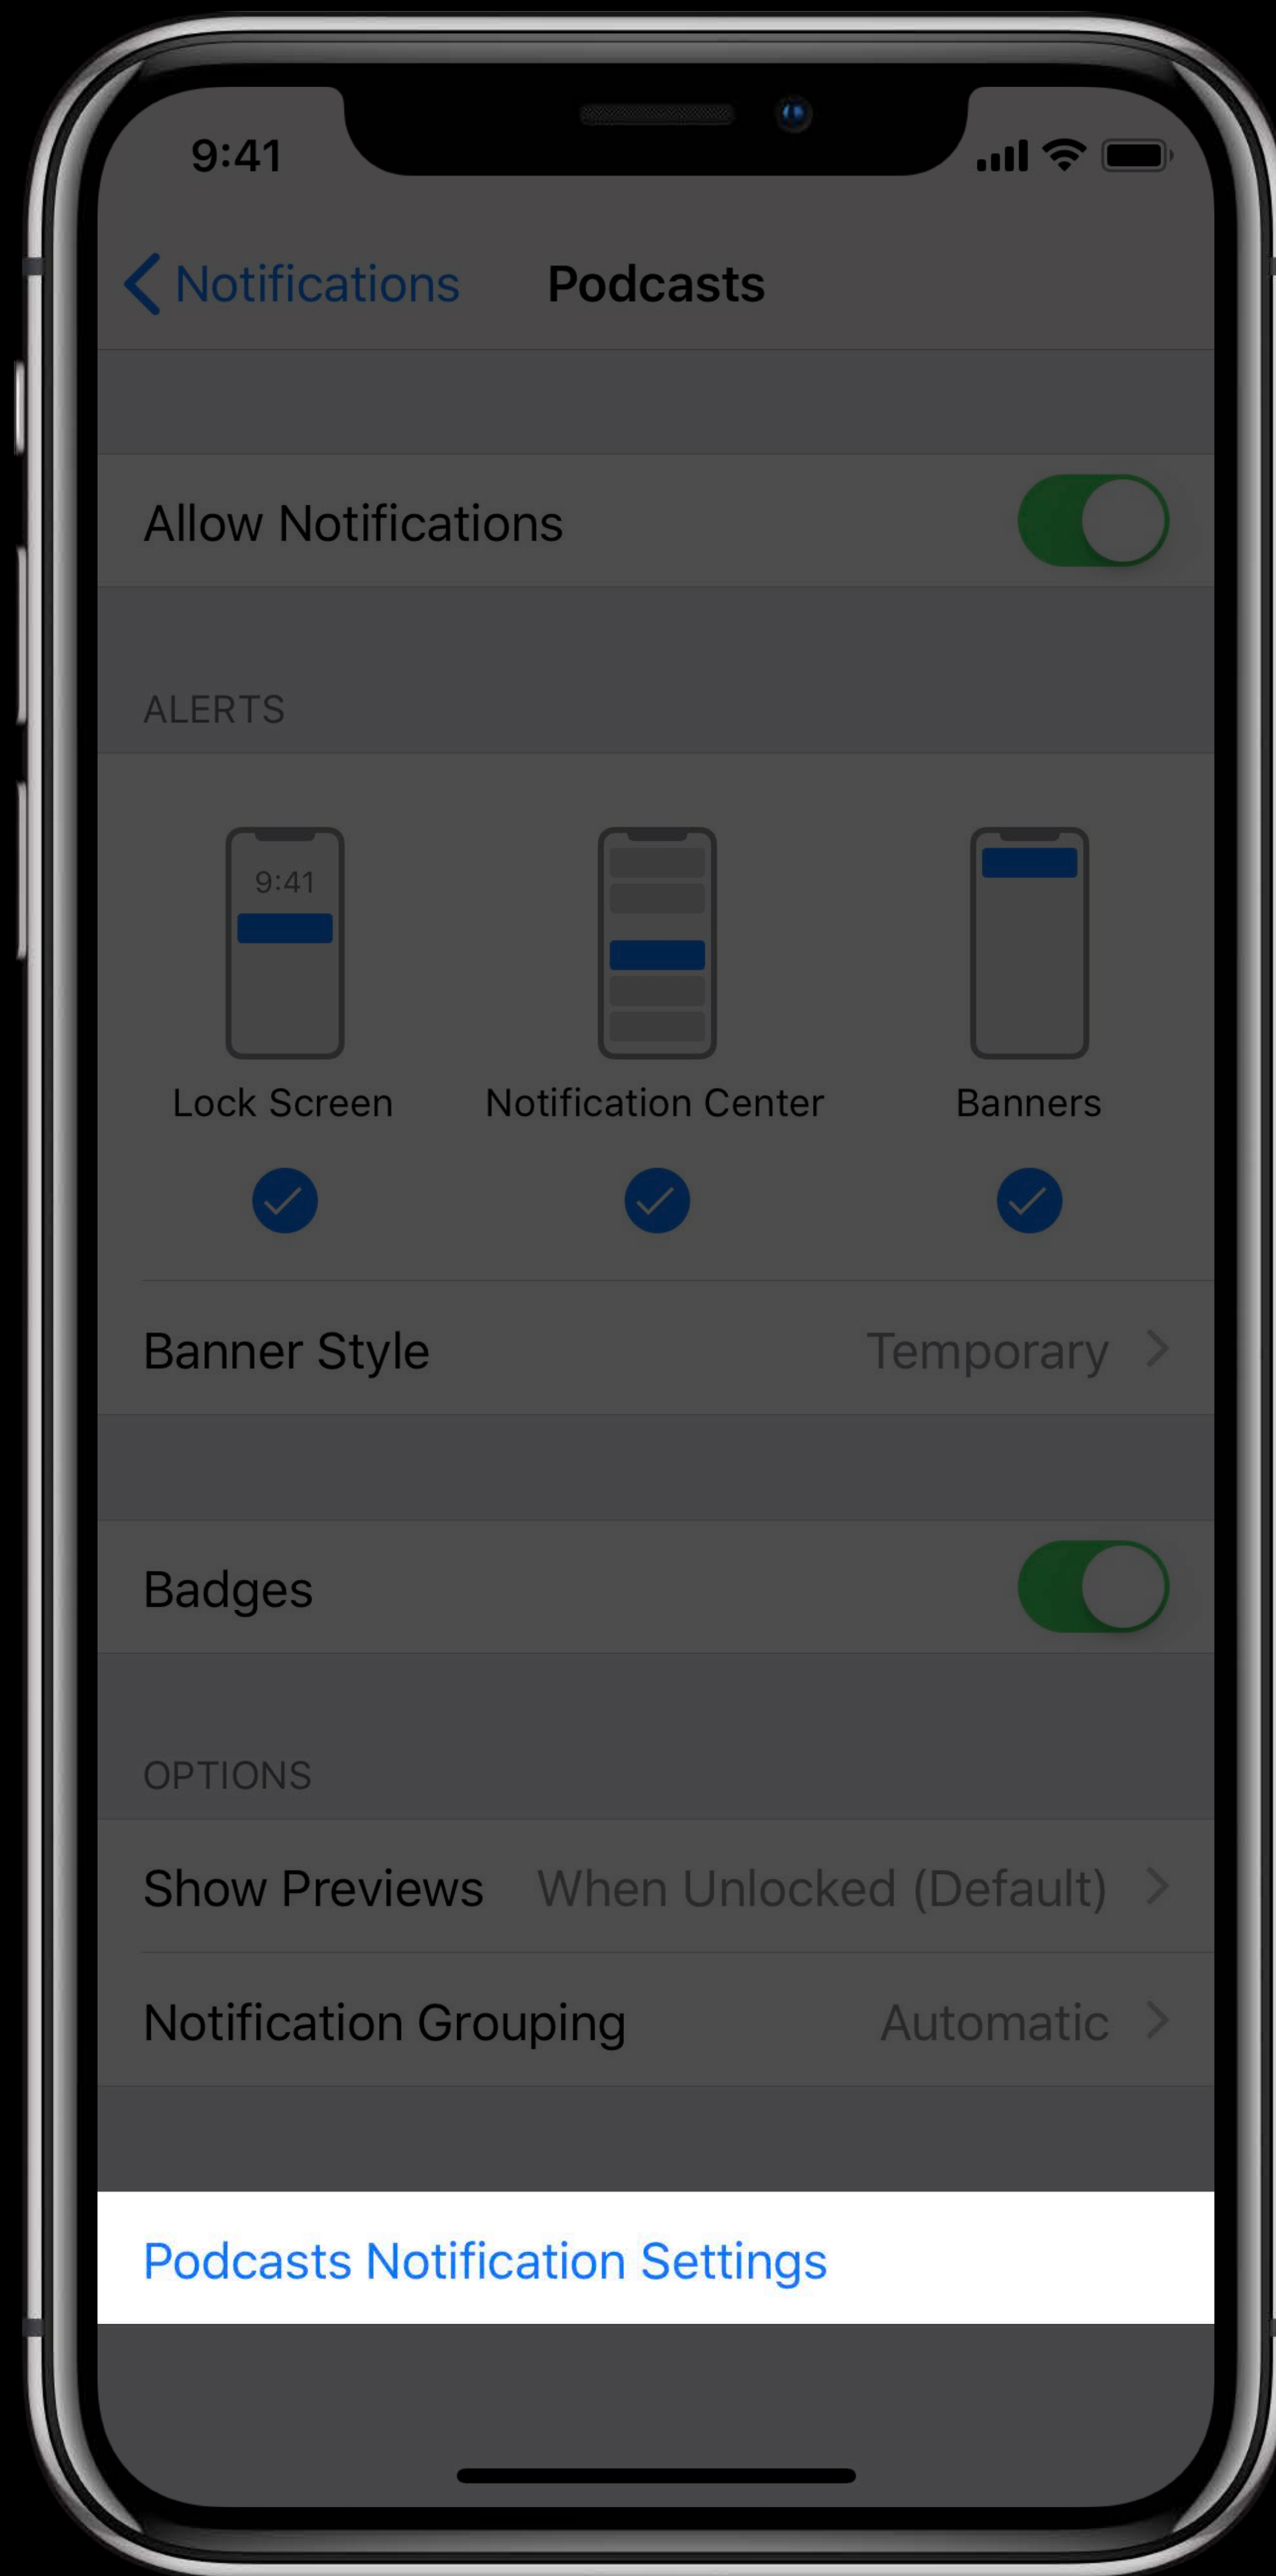 9:41
Notifications
Podcasts
Allow Notifications
ALERTS
9:41
Lock Screen
Notification Center
Banners
Banner Style
Temporary
Badges
OPTIONS
Show Previews
When Unlocked (Default)
Notification Grouping
Automatic
Podcasts Notification Settings